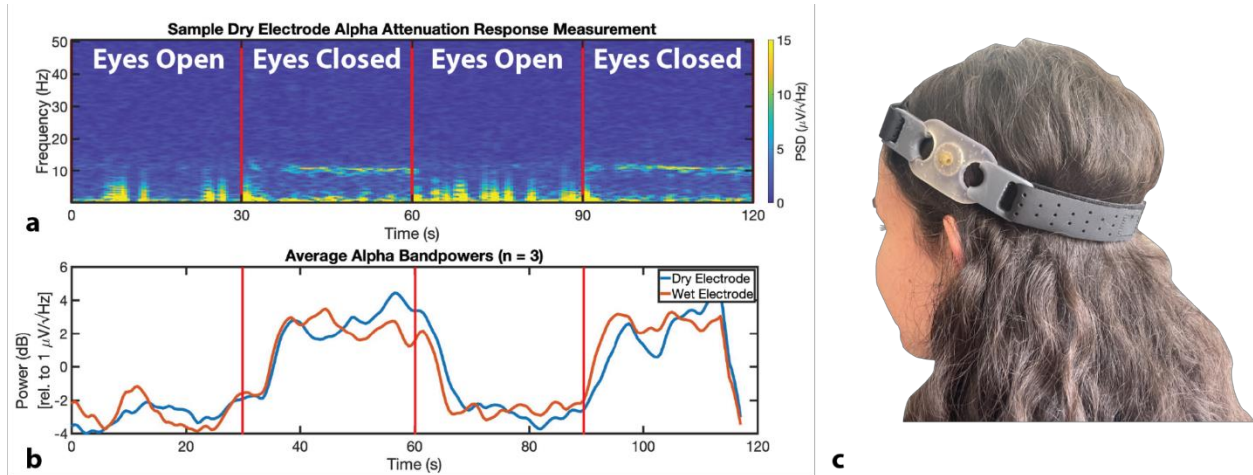 Sample Dry Electrode Alpha Attenuation Response Measurement
Eyes Open Eyes Closed Eyes Open Eyes Closed
50
40
30
20
10
Frequency (Hz)
0 30 60 90 120
Time (s)
15
10
5
0
PSD (μV/√Hz)
a
Average Alpha Bandpowers (n = 3)
Dry Electrode
Wet Electrode
6
4
2
0
-2
-4
Power (dB)
[rel. to 1 μV/√Hz]
0 20 40 60 80 100 120
Time (s)
b
c